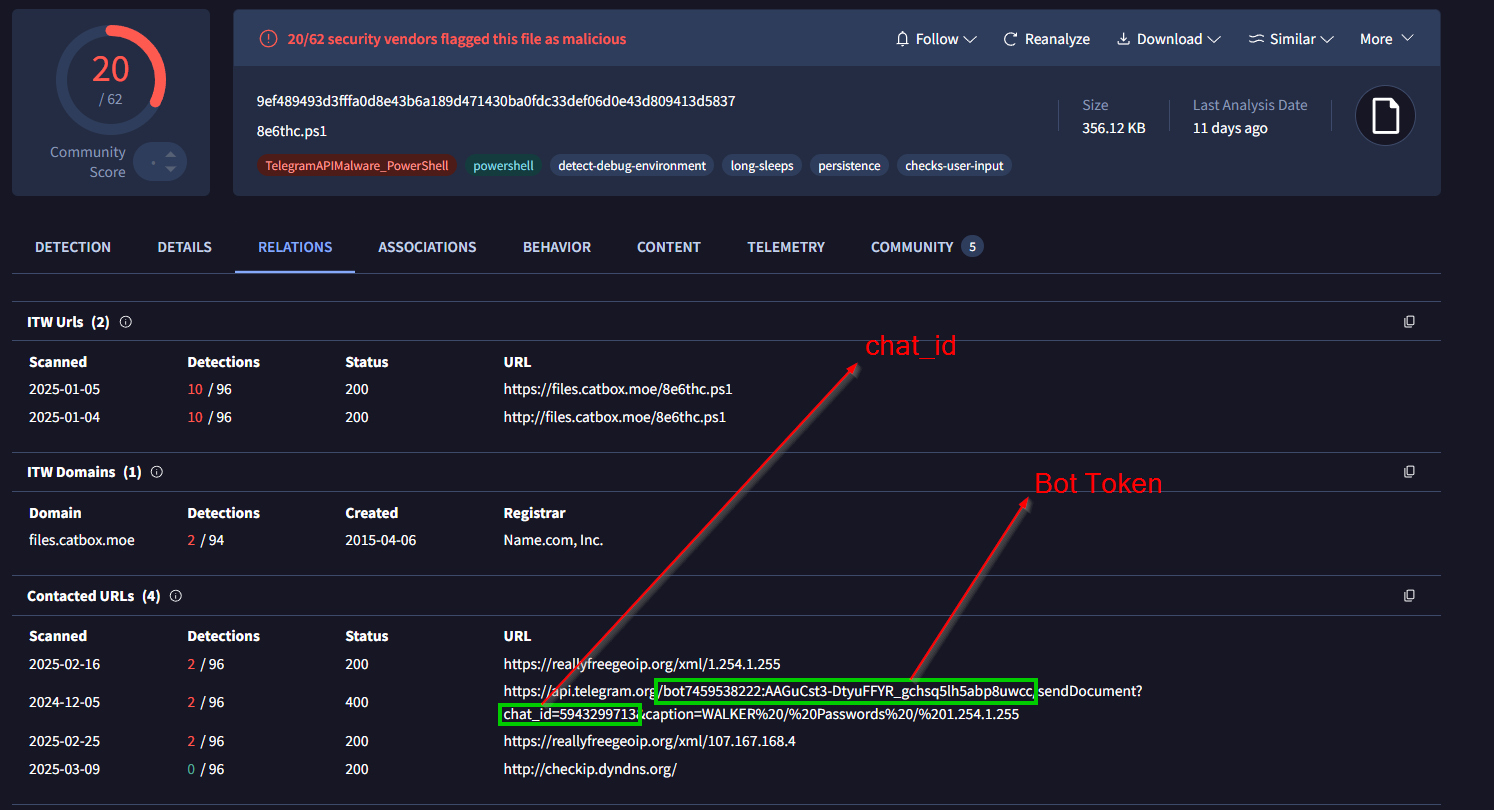 20
/ 62
Community
Score
20/62 security vendors flagged this file as malicious
Follow
Reanalyze
Download
Similar
More
9ef489493d3fffa0d8e43b6a189d471430ba0fdc33def06d0e43d809413d5837
8e6thc.ps1
Size
356.12 KB
Last Analysis Date
11 days ago
TelegramAPIMalware_PowerShell powershell detect-debug-environment long-sleeps persistence checks-user-input
DETECTION DETAILS RELATIONS ASSOCIATIONS BEHAVIOR CONTENT TELEMETRY COMMUNITY 5
ITW Urls (2)
Scanned Detections Status URL
2025-01-05 10 / 96 200 https://files.catbox.moe/8e6thc.ps1
2025-01-04 10 / 96 200 http://files.catbox.moe/8e6thc.ps1
chat_id
ITW Domains (1)
Bot Token
Domain Detections Created Registrar
files.catbox.moe 2 / 94 2015-04-06 Name.com, Inc.
Contacted URLs (4)
Scanned Detections Status URL
2025-02-16 2 / 96 200 https://reallyfreegeoip.org/xml/1.254.1.255
2024-12-05 2 / 96 400 https://api.telegram.org/bot7459538222:AAGuCst3-DtyuFFYR_gchsq5lh5abp8uwcc/sendDocument?
chat_id=5943299713&caption=WALKER%20/%20Passwords%20/%201.254.1.255
2025-02-25 2 / 96 200 https://reallyfreegeoip.org/xml/107.167.168.4
2025-03-09 0 / 96 200 http://checkip.dyndns.org/